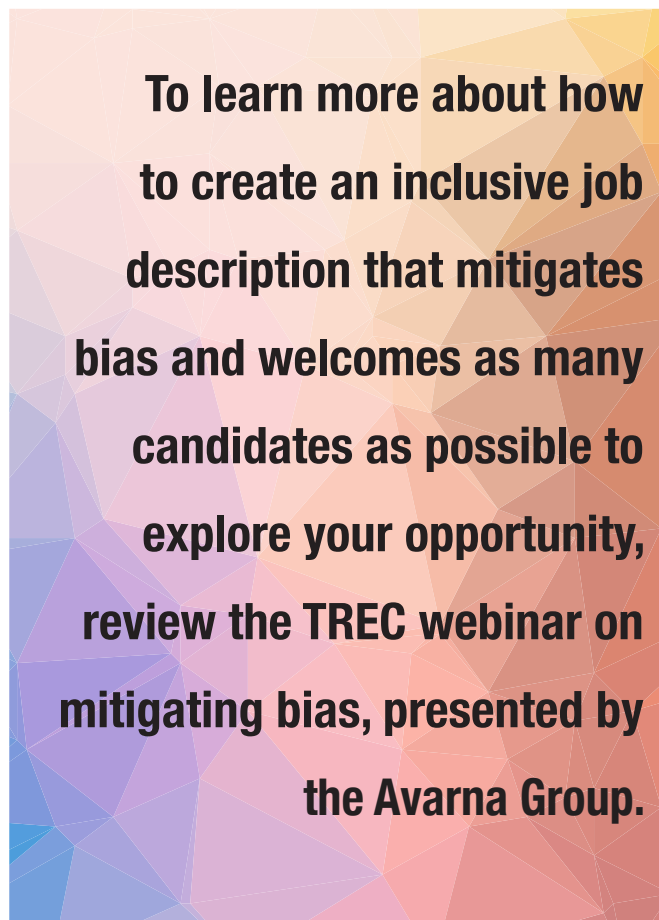 To learn more about how
to create an inclusive job
description that mitigates
bias and welcomes as many
candidates as possible to
explore your opportunity,
review the TREC webinar on
mitigating bias, presented by
the Avarna Group.